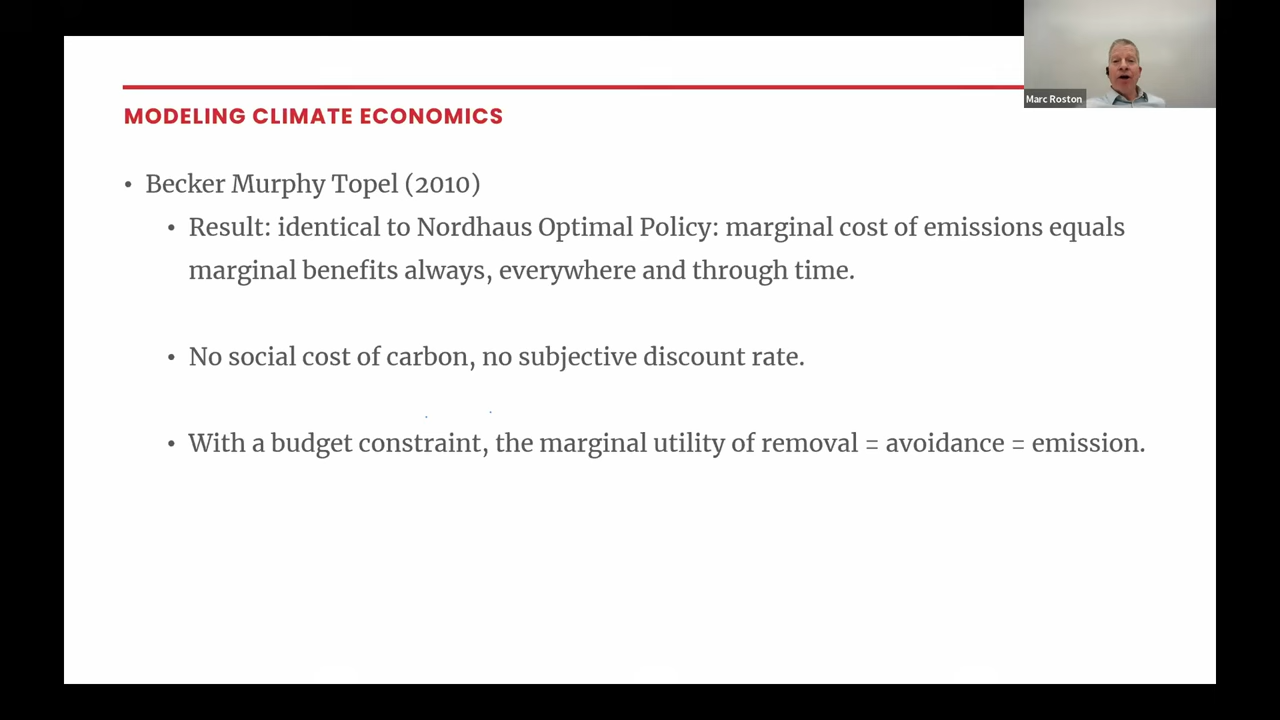 Marc Roston
MODELING CLIMATE ECONOMICS
• Becker Murphy Topel (2010)
• Result: identical to Nordhaus Optimal Policy: marginal cost of emissions equals
marginal benefits always, everywhere and through time.
• No social cost of carbon, no subjective discount rate.
• With a budget constraint, the marginal utility of removal = avoidance = emission.